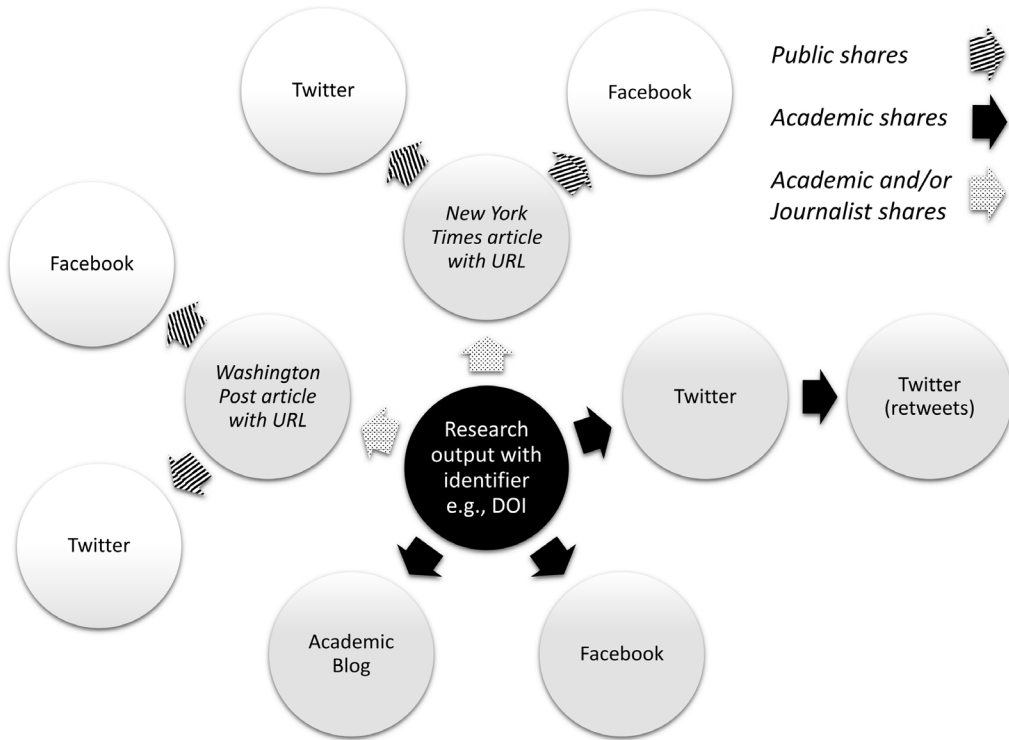 Twitter
Facebook
Public shares
Academic shares
Academic and/or
Journalist shares
New York
Times article
with URL
Facebook
Washington
Post article
with URL
Twitter
Twitter
(retweets)
Research
output with
identifier
e.g., DOI
Twitter
Academic
Blog
Facebook